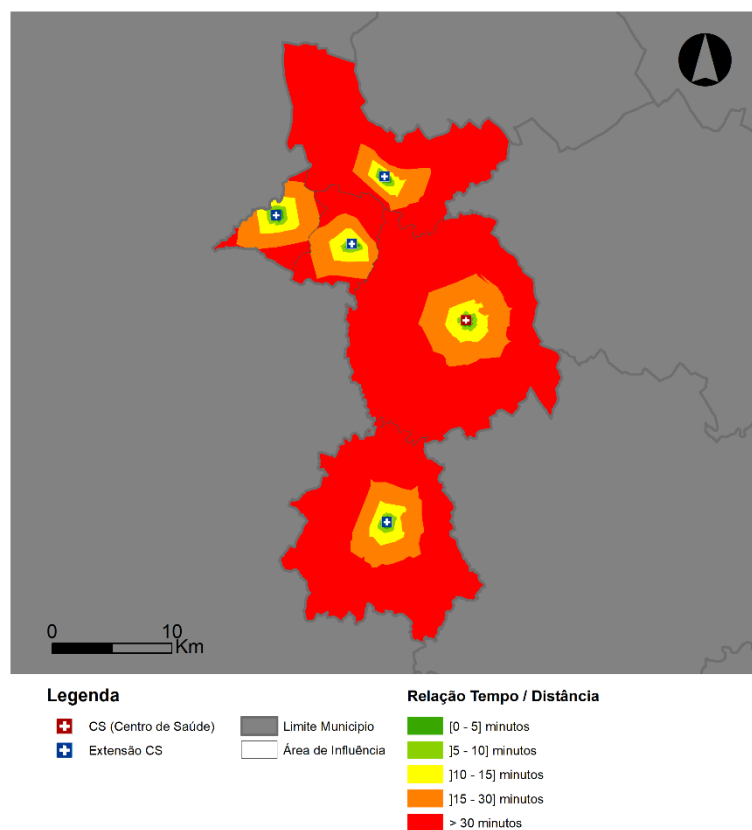 0 10
Km
Legenda
CS (Centro de Saúde)
Extensão CS
Limite Municipio
Área de Influência
Relação Tempo / Distância
[0 - 5] minutos
]5 - 10] minutos
]10 - 15] minutos
]15 - 30] minutos
> 30 minutos